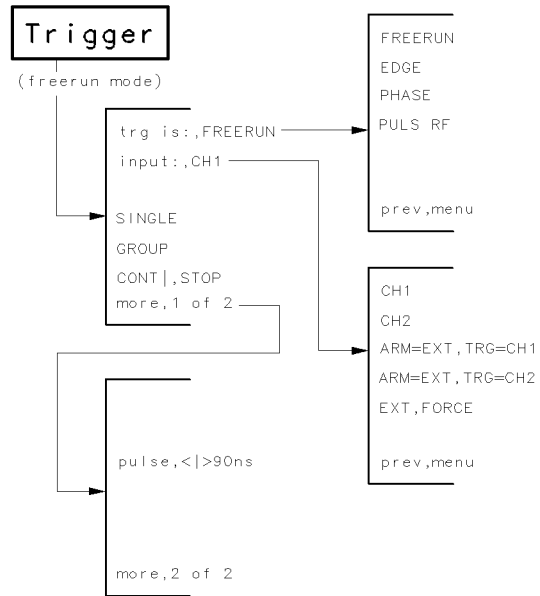 Trigger
(freerun mode)
trg is:,FREERUN
input:,CH1
SINGLE
GROUP
CONT|,STOP
more,1 of 2
pulse,<|>90ns
more,2 of 2
FREERUN
EDGE
PHASE
PULS RF
prev,menu
CH1
CH2
ARM=EXT,TRG=CH1
ARM=EXT,TRG=CH2
EXT,FORCE
prev,menu